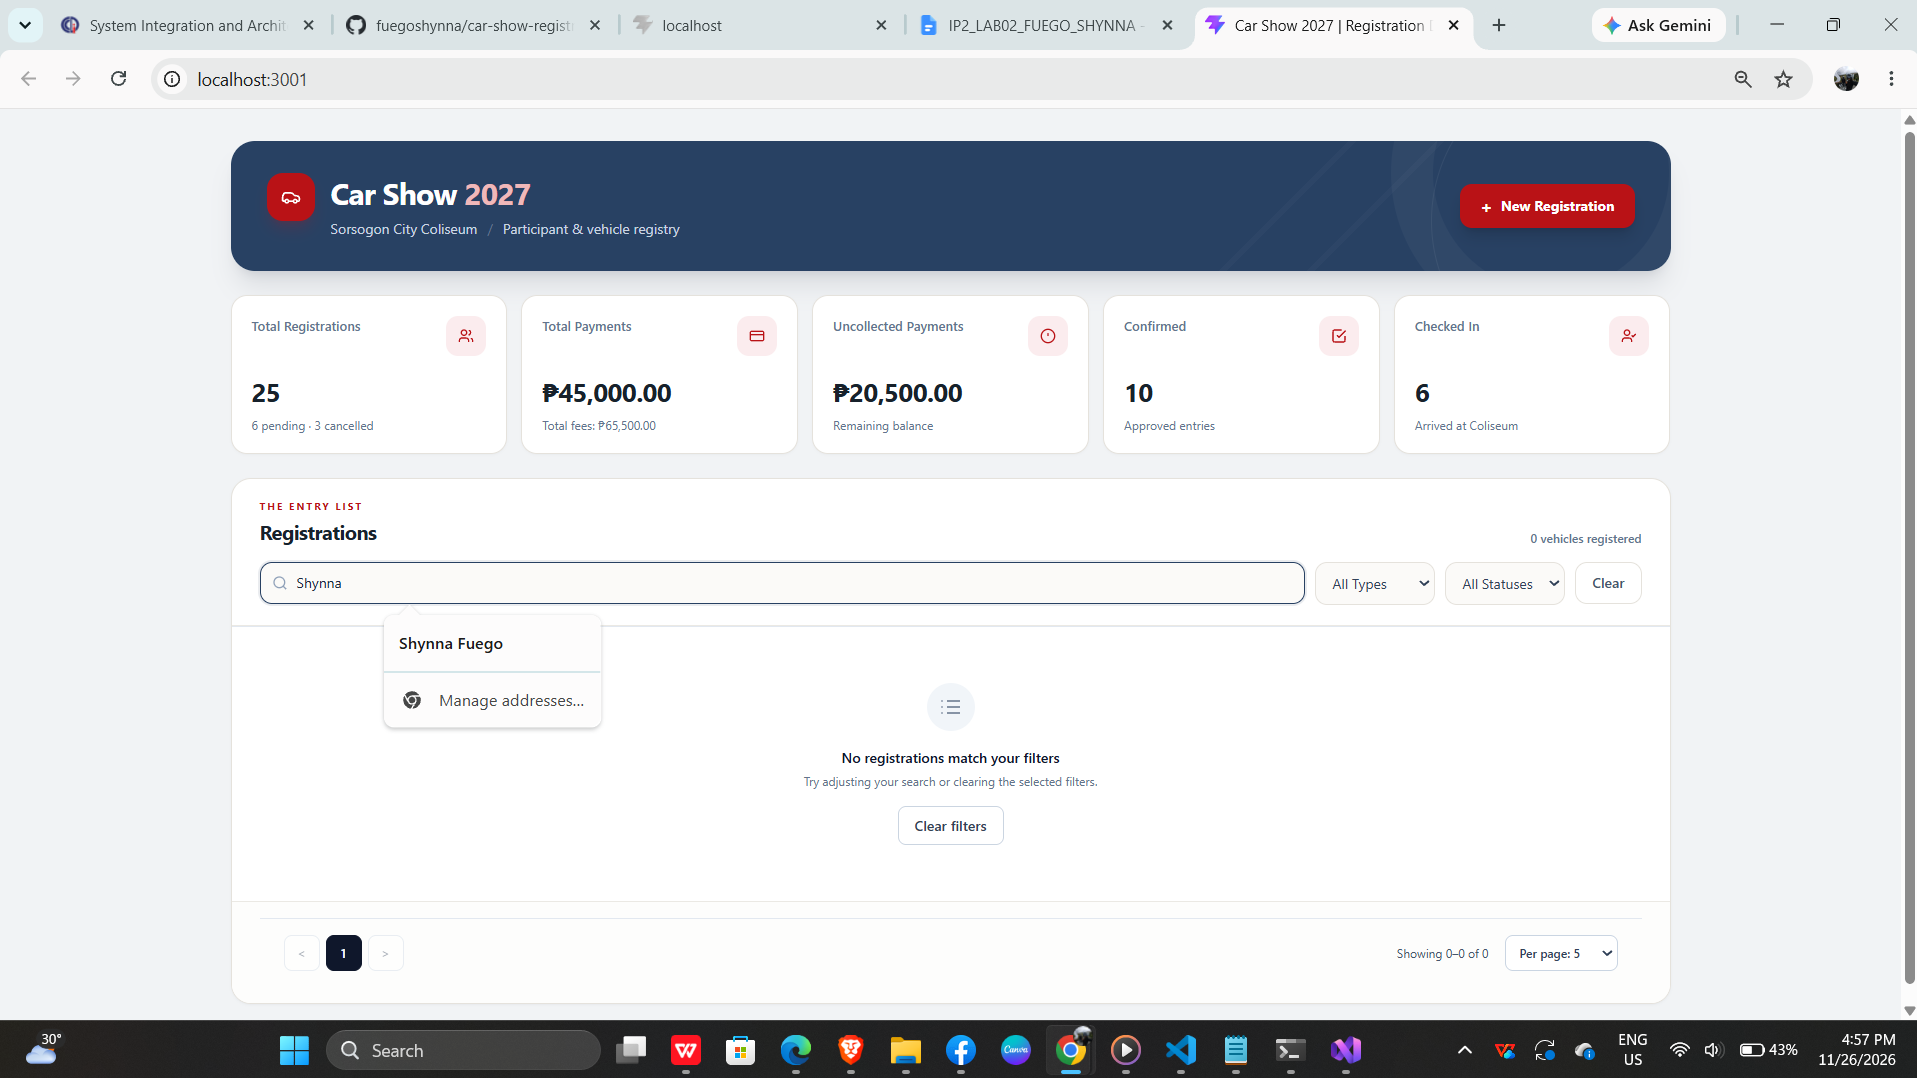 System Integration and Archit
fuegoshynna/car-show-registr
localhost
IP2_LAB02_FUEGO_SHYNNA -
Car Show 2027 | Registration
Ask Gemini
localhost:3001
Car Show 2027
Sorsogon City Coliseum / Participant & vehicle registry
+ New Registration
Total Registrations
25
6 pending · 3 cancelled
Total Payments
₱45,000.00
Total fees: ₱65,500.00
Uncollected Payments
₱20,500.00
Remaining balance
Confirmed
10
Approved entries
Checked In
6
Arrived at Coliseum
THE ENTRY LIST
Registrations
0 vehicles registered
Shynna
All Types
All Statuses
Clear
Shynna Fuego
Manage addresses...
No registrations match your filters
Try adjusting your search or clearing the selected filters.
Clear filters
< 1 >
Showing 0–0 of 0
Per page: 5
30°
Search
Canva
ENG
US
43%
4:57 PM
11/26/2026